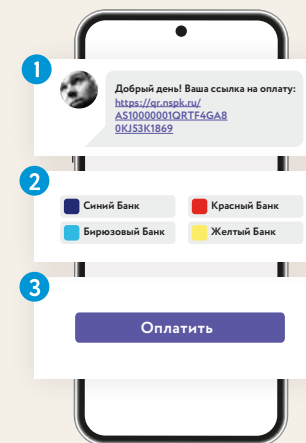 1
Добрый день! Ваша ссылка на оплату:
https://qr.nspk.ru/
AS10000001QRTF4GA8
0KJ53K1869
2
Синий Банк
Красный Банк
Бирюзовый Банк
Желтый Банк
3
Оплатить